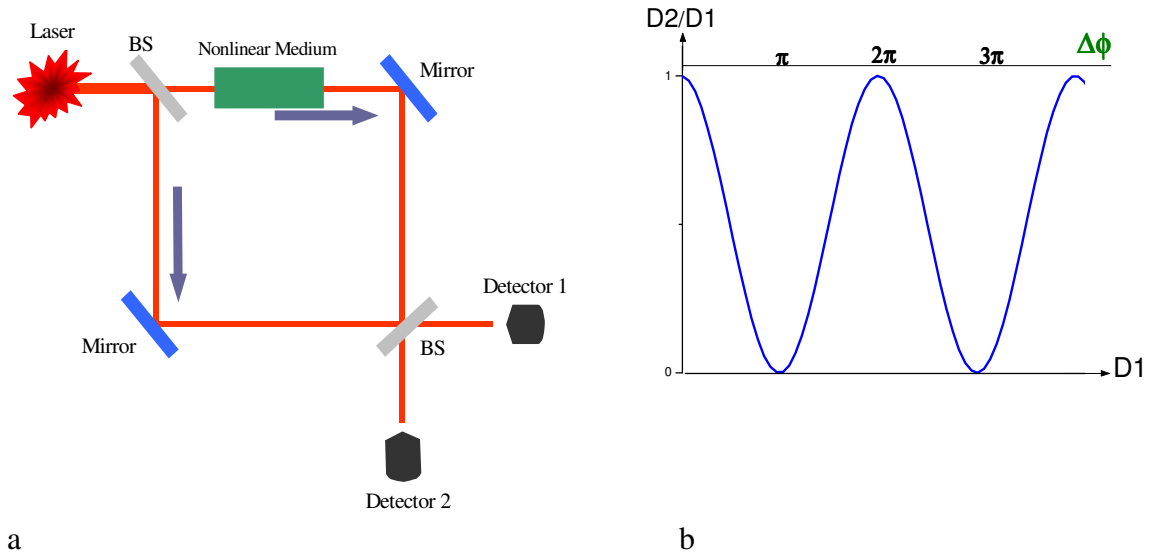 Laser
BS
Nonlinear Medium
Mirror
Mirror
BS
Detector 1
Detector 2
a
D2/D1
Δϕ
π
2π
3π
1
0
D1
b